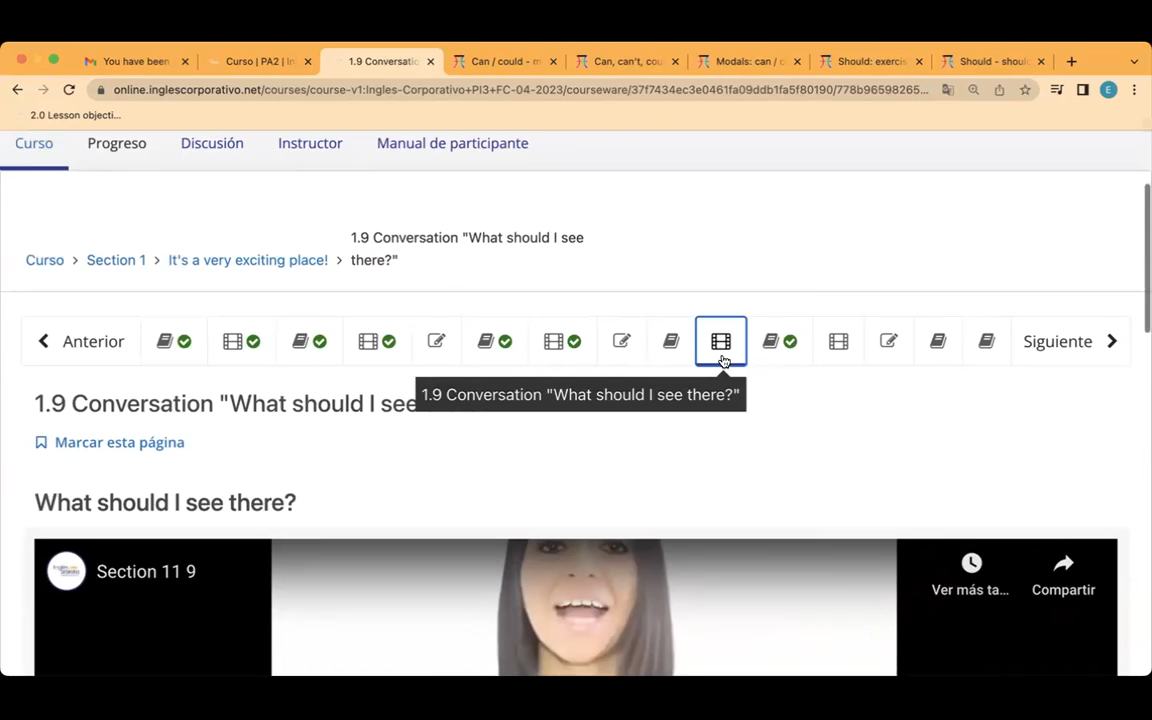 You have been
Curso | PA2 | In
1.9 Conversatio
Can / could - m
Can, can't, cou
Modals: can / c
Should: exercis
Should - shoul
online.inglescorporativo.net/courses/course-v1:Ingles-Corporativo+PI3+FC-04-2023/courseware/37f7434ec3e0461fa09ddb1fa5f80190/778b96598265...
E
2.0 Lesson objecti...
Curso
Progreso
Discusión
Instructor
Manual de participante
Curso > Section 1 > It's a very exciting place! > 1.9 Conversation "What should I see
there?"
Anterior
Siguiente
1.9 Conversation "What should I see there?"
1.9 Conversation "What should I see
Marcar esta página
What should I see there?
Section 11 9
Ver más ta...
Compartir